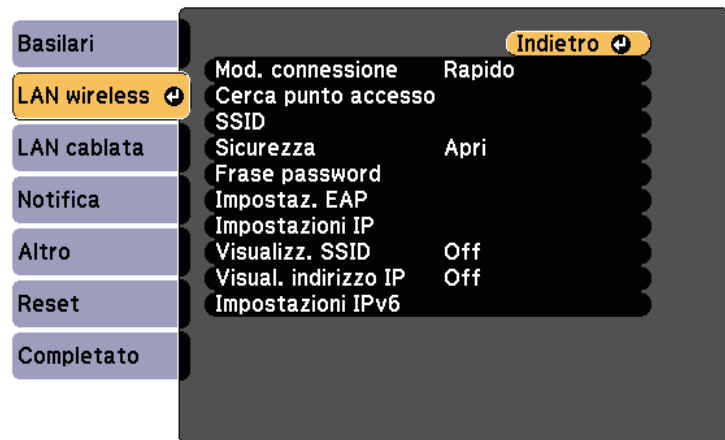 Basilari
LAN wireless
LAN cablata
Notifica
Altro
Reset
Completato
Indietro
Mod. connessione Rapido
Cerca punto accesso
SSID
Sicurezza Apri
Frase password
Impostaz. EAP
Impostazioni IP
Visualizz. SSID Off
Visual. indirizzo IP Off
Impostazioni IPv6